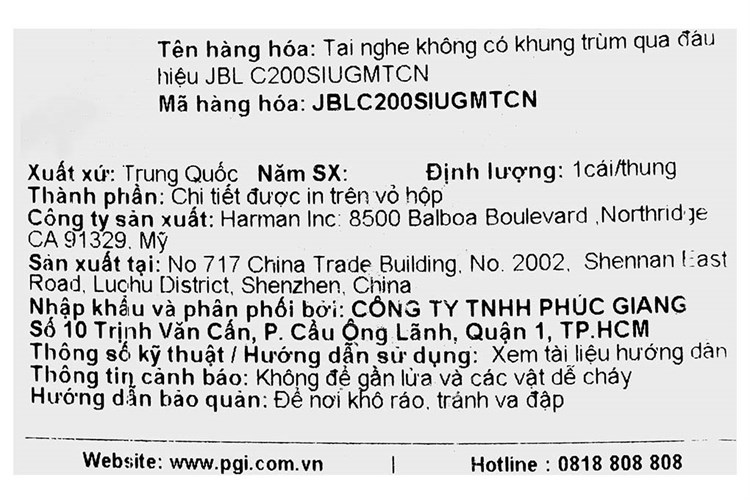 Tên hàng hóa: Tai nghe không có khung trùm qua đầu
hiệu JBL C200SIUGMTCN
Mã hàng hóa: JBLC200SIUGMTCN
Xuất xứ: Trung Quốc Năm SX: Định lượng: 1cái/thung
Thành phần: Chi tiết được in trên vỏ hộp
Công ty sản xuất: Harman Inc: 8500 Balboa Boulevard ,Northridge
CA 91329, Mỹ
Sản xuất tại: No 717 China Trade Building, No. 2002, Shennan East
Road, Luohu District, Shenzhen, China
Nhập khẩu và phân phối bởi: CÔNG TY TNHH PHÚC GIANG
Số 10 Trịnh Văn Cấn, P. Cầu Ông Lãnh, Quận 1, TP.HCM
Thông số kỹ thuật / Hướng dẫn sử dụng: Xem tài liệu hướng dẫn
Thông tin cảnh báo: Không để gần lửa và các vật dễ cháy
Hướng dẫn bảo quản: Để nơi khô ráo, tránh va đập
Website: www.pgi.com.vn | Hotline : 0818 808 808